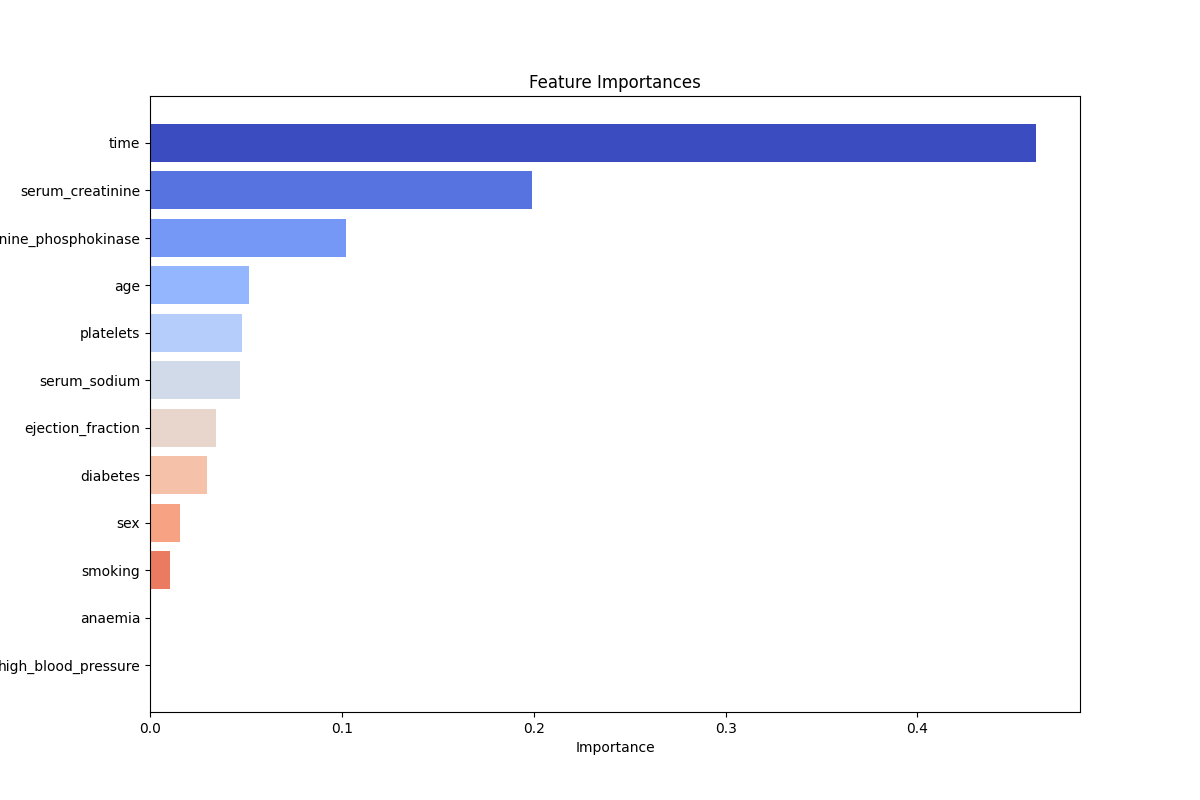 Feature Importances
time
serum_creatinine
nine_phosphokinase
age
platelets
serum_sodium
ejection_fraction
diabetes
sex
smoking
anaemia
high_blood_pressure
0.0 0.1 0.2 0.3 0.4
Importance